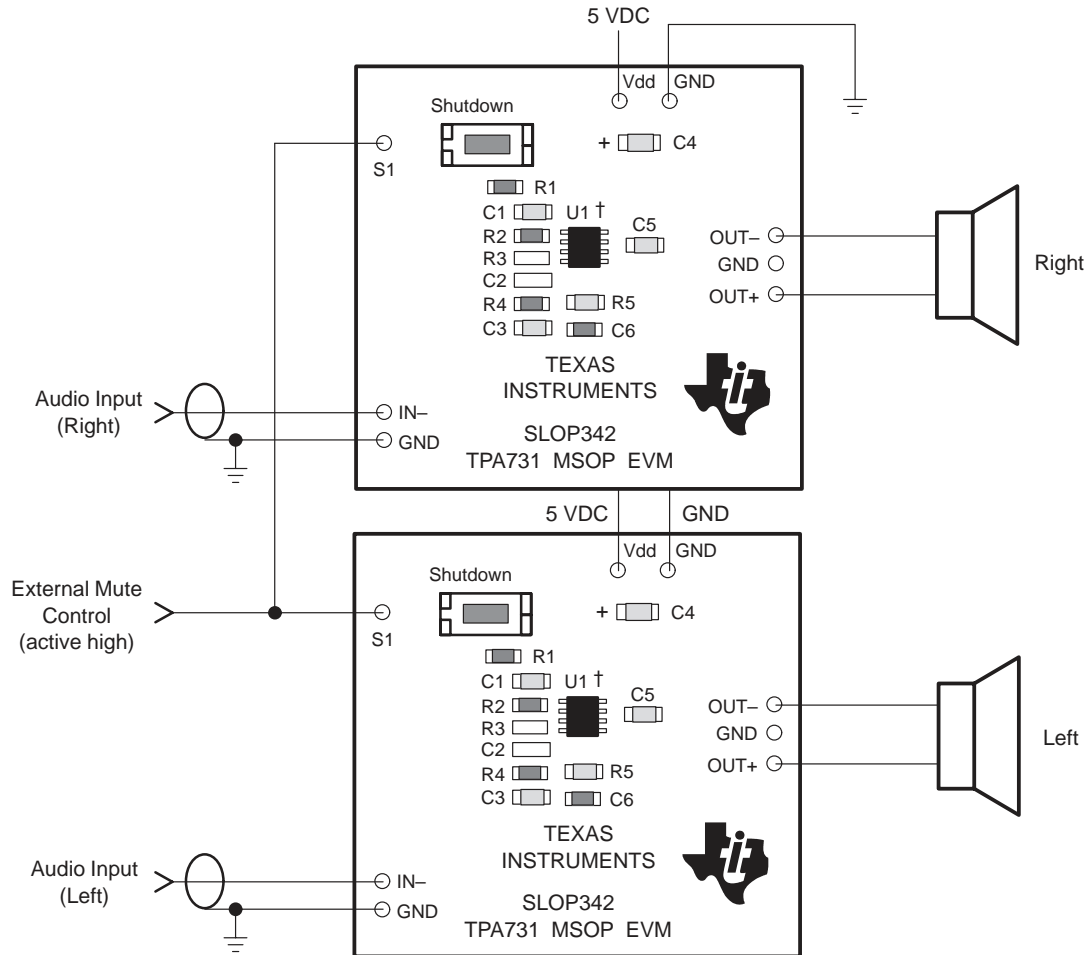 5 VDC
Vdd GND
Shutdown
+ C4
S1
R1
C1 U1 †
C5
R2
OUT–
R3
GND
Right
C2
OUT+
R4 R5
C3 C6
TEXAS
INSTRUMENTS
Audio Input
(Right)
IN–
GND
SLOP342
TPA731 MSOP EVM
5 VDC GND
Vdd GND
Shutdown
External Mute
Control
(active high)
+ C4
S1
R1
C1 U1 †
C5
R2
OUT–
R3
GND
Left
C2
OUT+
R4 R5
C3 C6
TEXAS
INSTRUMENTS
Audio Input
(Left)
IN–
GND
SLOP342
TPA731 MSOP EVM